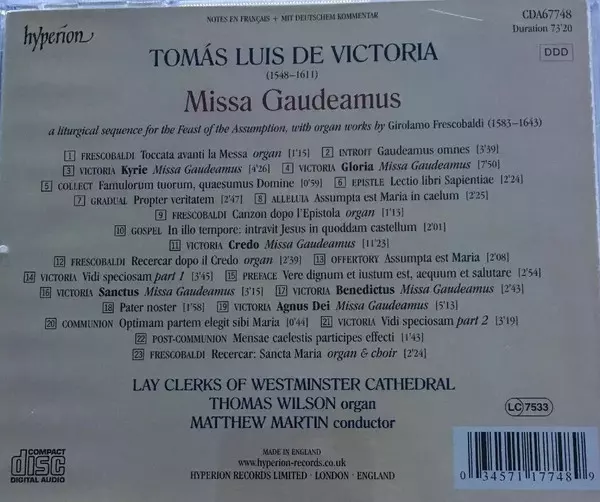 NOTES EN FRANÇAIS + MIT DEUTSCHEM KOMMENTAR
CDA67748
hyperion
Duration 73'20
DDD
TOMÁS LUIS DE VICTORIA
(1548–1611)
Missa Gaudeamus
a liturgical sequence for the Feast of the Assumption, with organ works by Girolamo Frescobaldi (1583–1643)
1 FRESCOBALDI Toccata avanti la Messa organ [1'15] 2 INTROIT Gaudeamus omnes [3'39]
3 VICTORIA Kyrie Missa Gaudeamus [4'26] 4 VICTORIA Gloria Missa Gaudeamus [7'50]
5 COLLECT Famulorum tuorum, quaesumus Domine [0'59] 6 EPISTLE Lectio libri Sapientiae [2'24]
7 GRADUAL Propter veritatem [2'47] 8 ALLELUIA Assumpta est Maria in caelum [2'25]
9 FRESCOBALDI Canzon dopo l'Epistola organ [1'13]
10 GOSPEL In illo tempore: intravit Jesus in quoddam castellum [2'01]
11 VICTORIA Credo Missa Gaudeamus [11'23]
12 FRESCOBALDI Recercar dopo il Credo organ [2'39] 13 OFFERTORY Assumpta est Maria [2'08]
14 VICTORIA Vidi speciosam part 1 [3'45] 15 PREFACE Vere dignum et iustum est, aequum et salutare [2'54]
16 VICTORIA Sanctus Missa Gaudeamus [3'15] 17 VICTORIA Benedictus Missa Gaudeamus [2'43]
18 Pater noster [1'58] 19 VICTORIA Agnus Dei Missa Gaudeamus [5'13]
20 COMMUNION Optimam partem elegit sibi Maria [0'44] 21 VICTORIA Vidi speciosam part 2 [3'19]
22 POST-COMMUNION Mensae caelestis participes effecti [1'43]
23 FRESCOBALDI Recercar: Sancta Maria organ & choir [2'24]
LAY CLERKS OF WESTMINSTER CATHEDRAL
THOMAS WILSON organ
MATTHEW MARTIN conductor
LC 7533
COMPACT
disc
DIGITAL AUDIO
MADE IN ENGLAND
www.hyperion-records.co.uk
HYPERION RECORDS LIMITED · LONDON · ENGLAND
0 34571 17748 9